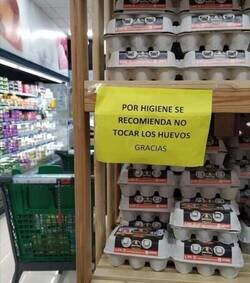 POR HIGIENE SE
RECOMIENDA NO
TOCAR LOS HUEVOS
GRACIAS